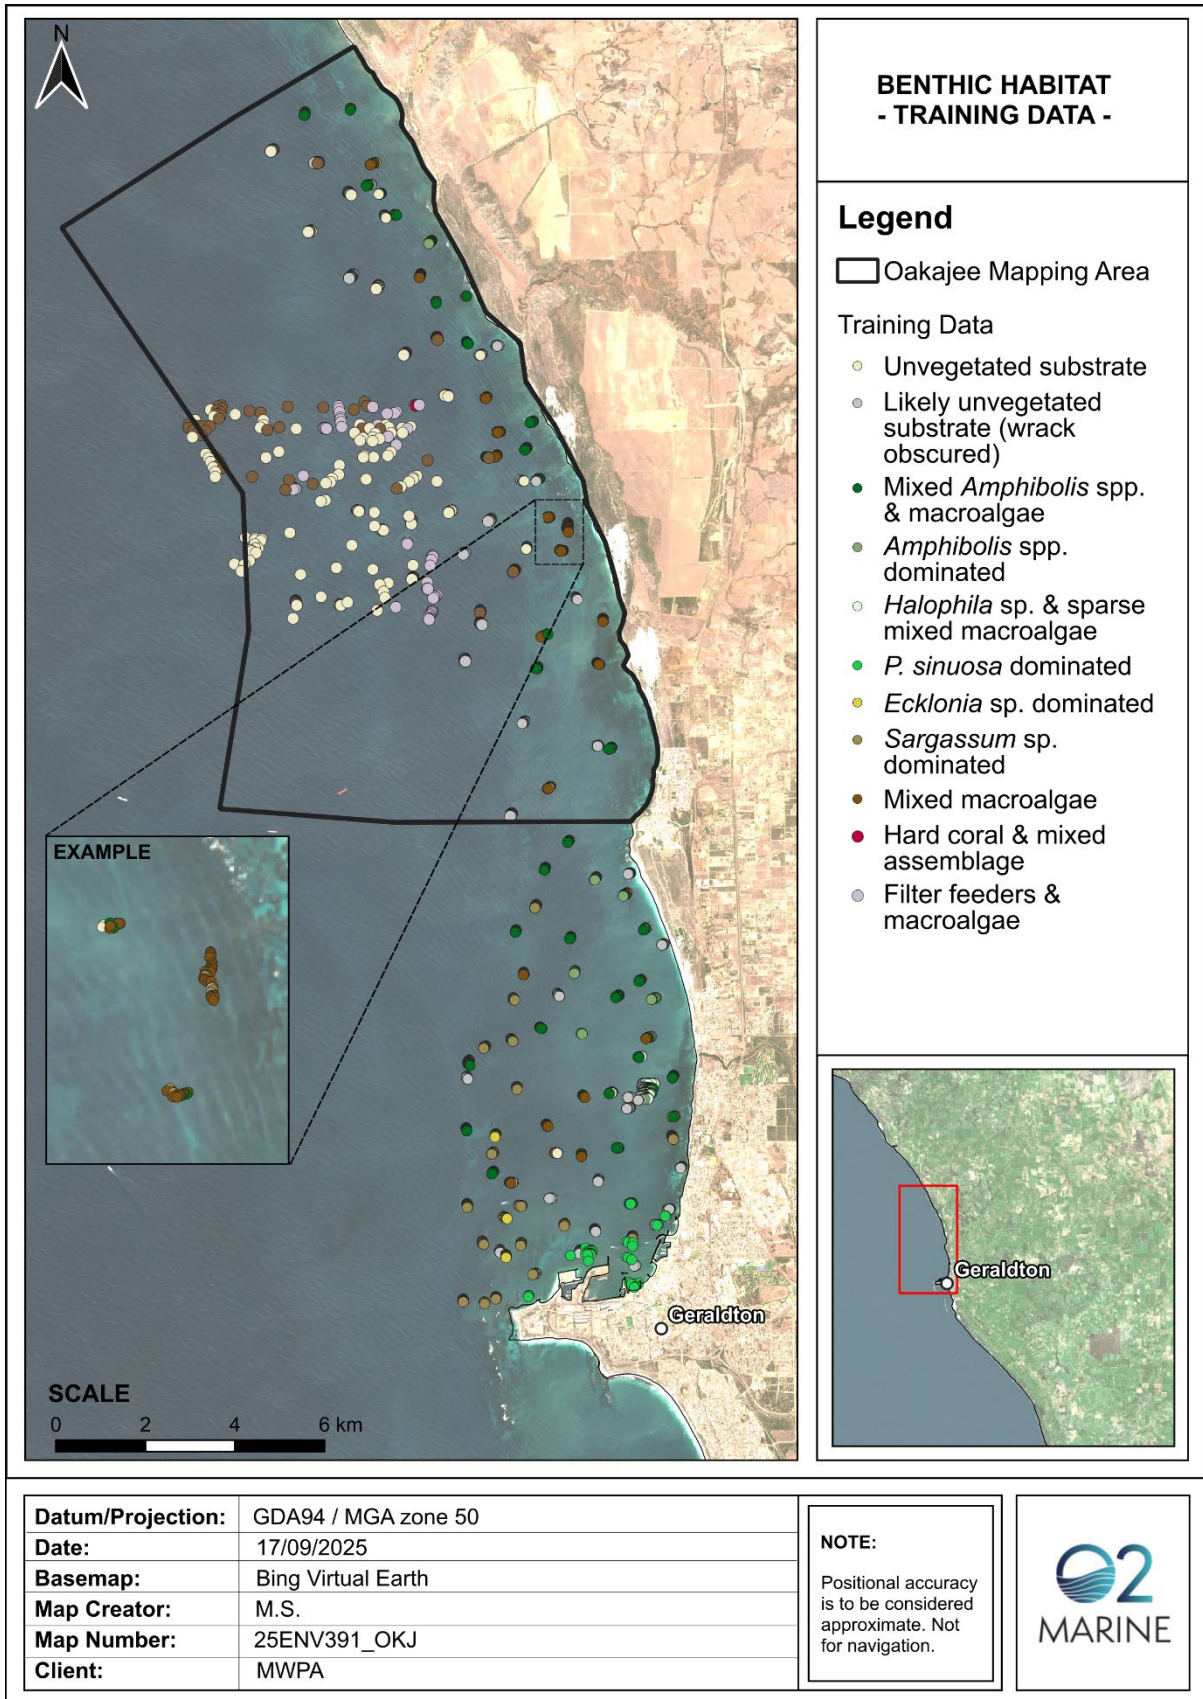 N
BENTHIC HABITAT
- TRAINING DATA -
Legend
Oakajee Mapping Area
Training Data
Unvegetated substrate
Likely unvegetated
substrate (wrack
obscured)
Mixed Amphibolis spp.
& macroalgae
Amphibolis spp.
dominated
Halophila sp. & sparse
mixed macroalgae
P. sinuosa dominated
Ecklonia sp. dominated
Sargassum sp.
dominated
Mixed macroalgae
Hard coral & mixed
assemblage
Filter feeders &
macroalgae
EXAMPLE
Geraldton
Geraldton
SCALE
0 2 4 6 km
Datum/Projection: GDA94 / MGA zone 50
Date: 17/09/2025
Basemap: Bing Virtual Earth
Map Creator: M.S.
Map Number: 25ENV391_OKJ
Client: MWPA
NOTE:
Positional accuracy
is to be considered
approximate. Not
for navigation.
O2
MARINE